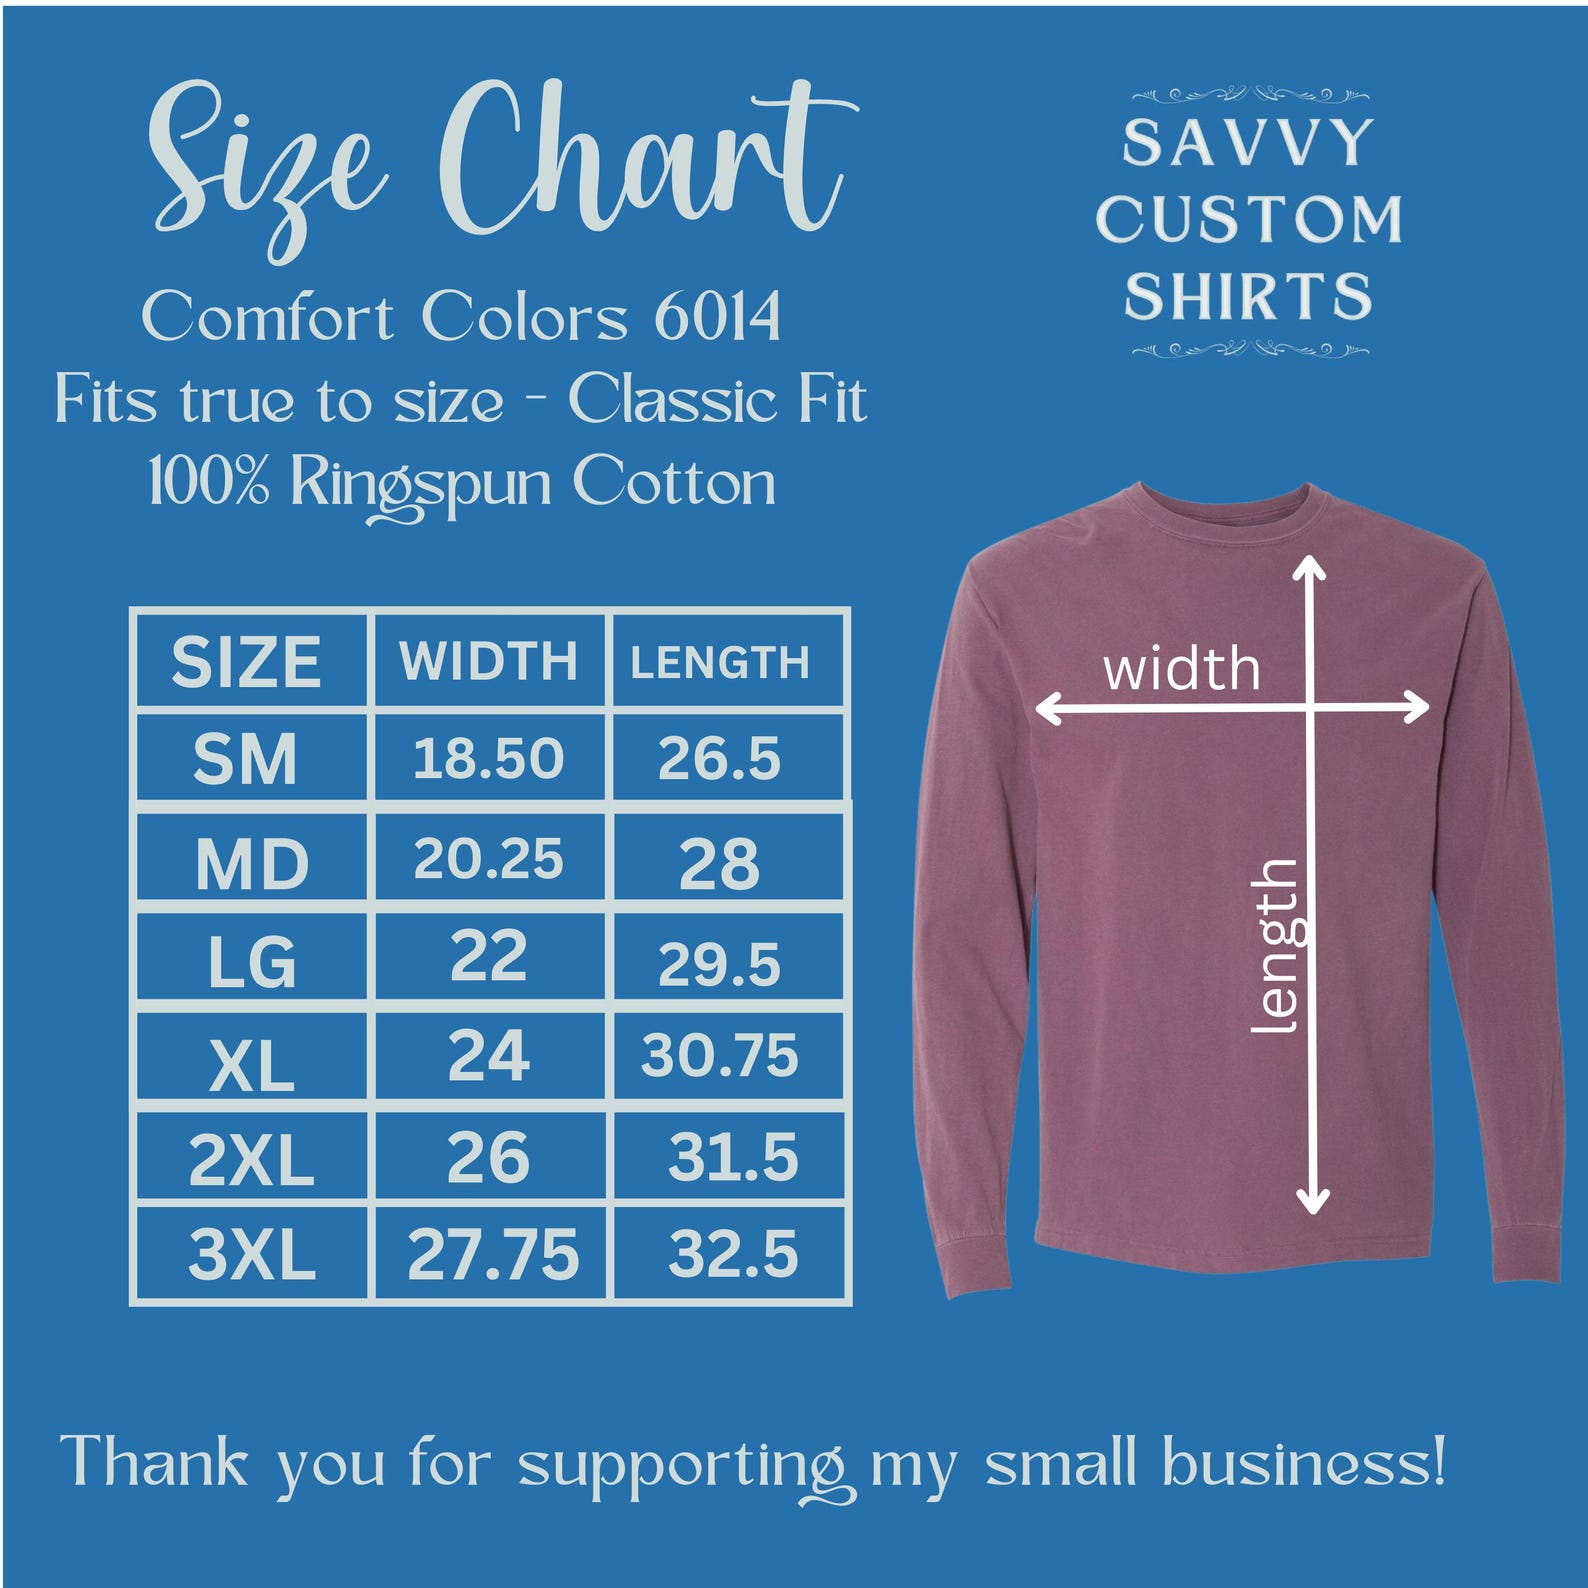 Size Chart
Comfort Colors 6014
Fits true to size - Classic Fit
100% Ringspun Cotton
SAVVY
CUSTOM
SHIRTS
SIZE WIDTH LENGTH
SM 18.50 26.5
MD 20.25 28
LG 22 29.5
XL 24 30.75
2XL 26 31.5
3XL 27.75 32.5
width
length
Thank you for supporting my small business!